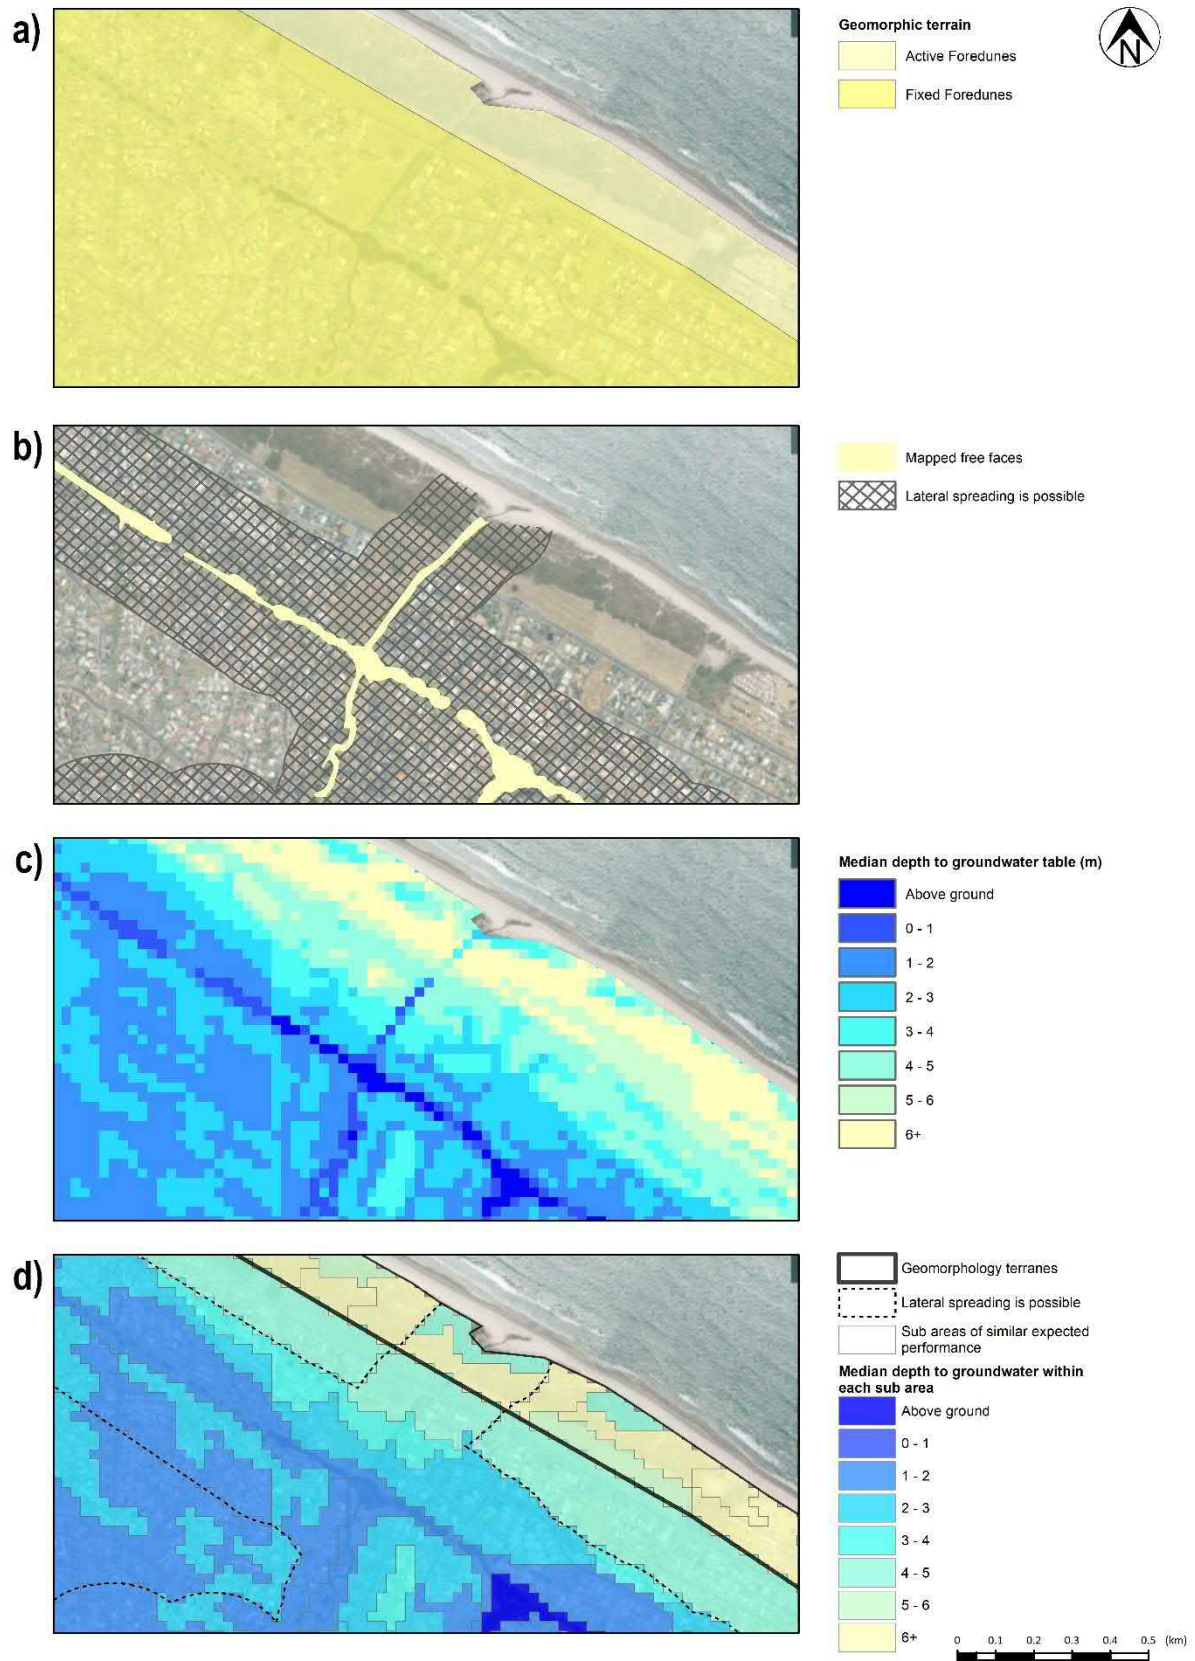 a)
Geomorphic terrain
Active Foredunes
Fixed Foredunes
N
b)
Mapped free faces
Lateral spreading is possible
c)
Median depth to groundwater table (m)
Above ground
0 - 1
1 - 2
2 - 3
3 - 4
4 - 5
5 - 6
6+
d)
Geomorphology terranes
Lateral spreading is possible
Sub areas of similar expected
performance
Median depth to groundwater within
each sub area
Above ground
0 - 1
1 - 2
2 - 3
3 - 4
4 - 5
5 - 6
6+
0 0.1 0.2 0.3 0.4 0.5 (km)